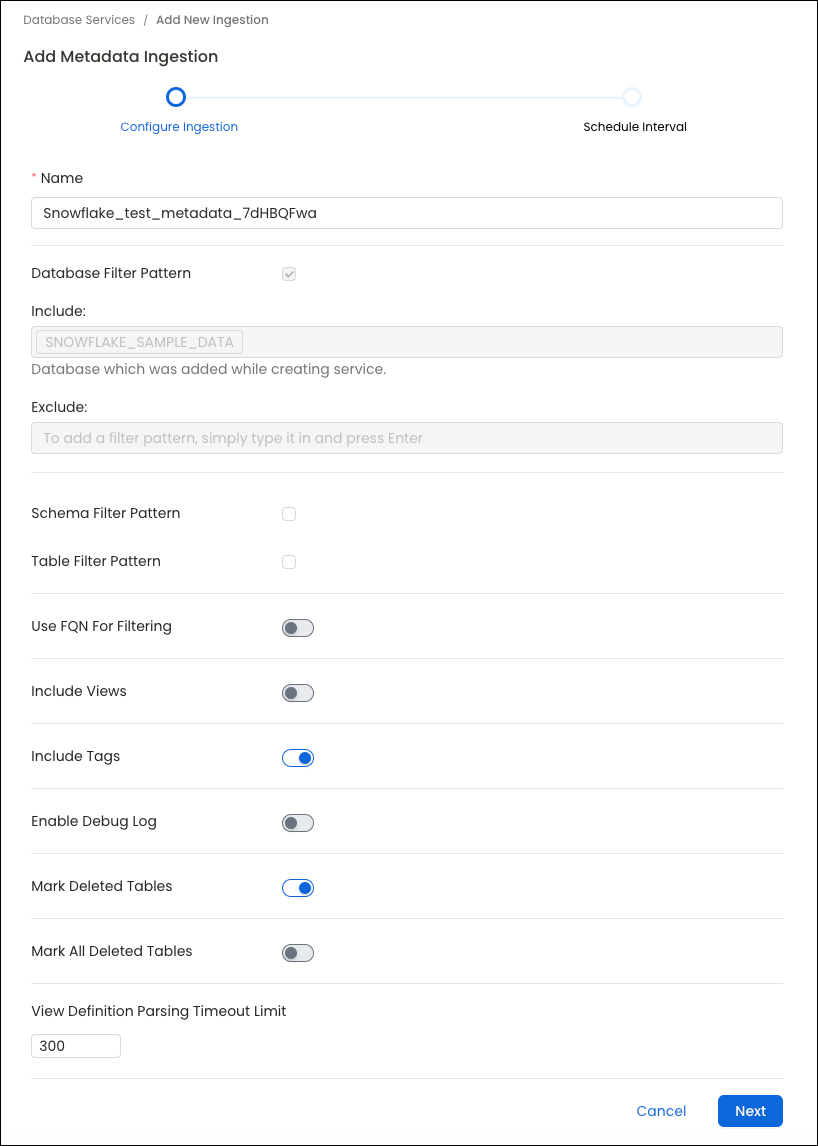 Database Services / Add New Ingestion
Add Metadata Ingestion
Configure Ingestion Schedule Interval
* Name
Snowflake_test_metadata_7dHBQFwa
Database Filter Pattern
Include:
SNOWFLAKE_SAMPLE_DATA
Database which was added while creating service.
Exclude:
To add a filter pattern, simply type it in and press Enter
Schema Filter Pattern
Table Filter Pattern
Use FQN For Filtering
Include Views
Include Tags
Enable Debug Log
Mark Deleted Tables
Mark All Deleted Tables
View Definition Parsing Timeout Limit
300
Cancel Next